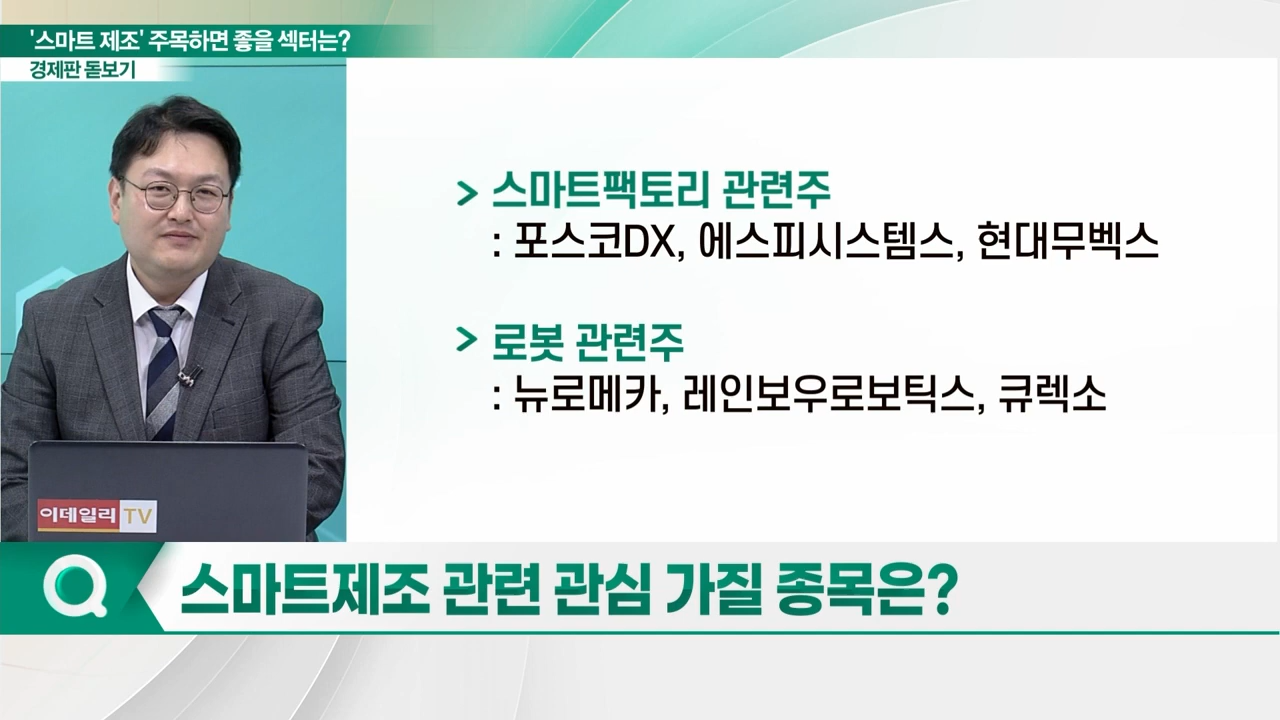 '스마트 제조' 주목하면 좋을 섹터는?
경제판 돋보기
> 스마트팩토리 관련주
: 포스코DX, 에스피시스템스, 현대무벡스
> 로봇 관련주
: 뉴로메카, 레인보우로보틱스, 큐렉소
이데일리 TV
Q 스마트제조 관련 관심 가질 종목은?